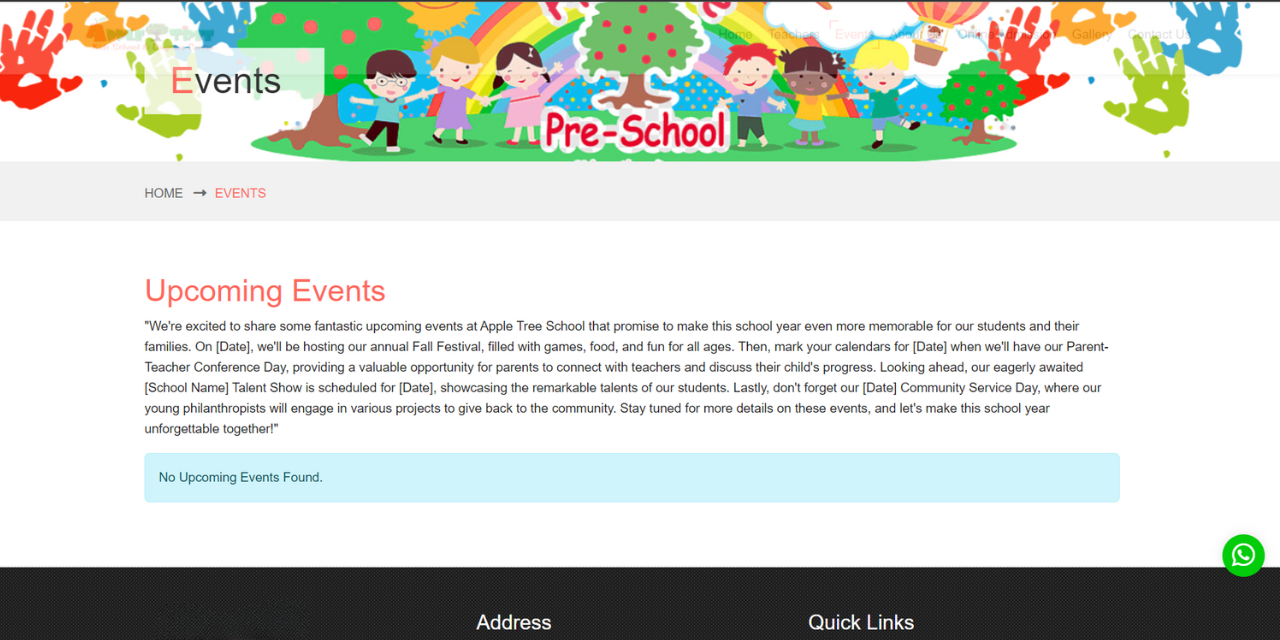 Home Teachers Events About Us Online Admission Gallery Contact Us
Events
Pre-School
HOME → EVENTS
Upcoming Events
"We're excited to share some fantastic upcoming events at Apple Tree School that promise to make this school year even more memorable for our students and their
families. On [Date], we'll be hosting our annual Fall Festival, filled with games, food, and fun for all ages. Then, mark your calendars for [Date] when we'll have our Parent-
Teacher Conference Day, providing a valuable opportunity for parents to connect with teachers and discuss their child's progress. Looking ahead, our eagerly awaited
[School Name] Talent Show is scheduled for [Date], showcasing the remarkable talents of our students. Lastly, don't forget our [Date] Community Service Day, where our
young philanthropists will engage in various projects to give back to the community. Stay tuned for more details on these events, and let's make this school year
unforgettable together!"
No Upcoming Events Found.
Address
Quick Links